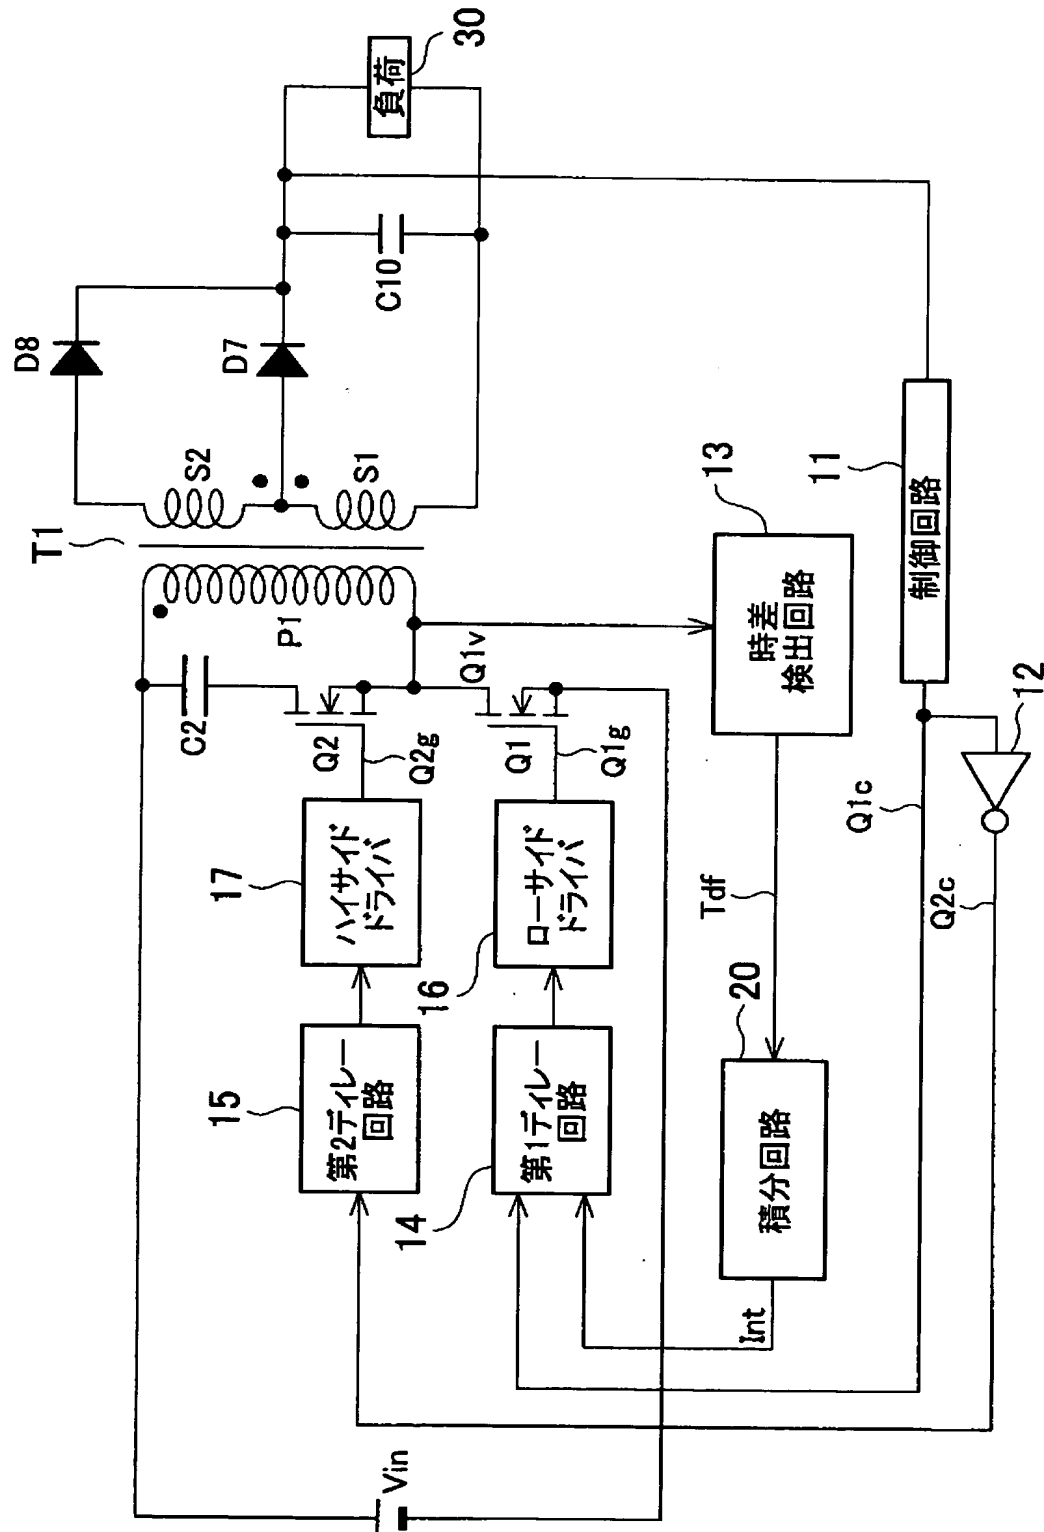 T1
D8
S2
D7
C10
負荷
30
S1
P1
C2
Q2
Q2g
Q1v
Q1
Q1g
17
ハイサイド
ドライバ
16
ローサイド
ドライバ
15
第2ディレー
回路
14
第1ディレー
回路
Vin
13
時差
検出回路
Tdf
20
積分回路
Int
11
制御回路
12
Q1c
Q2c